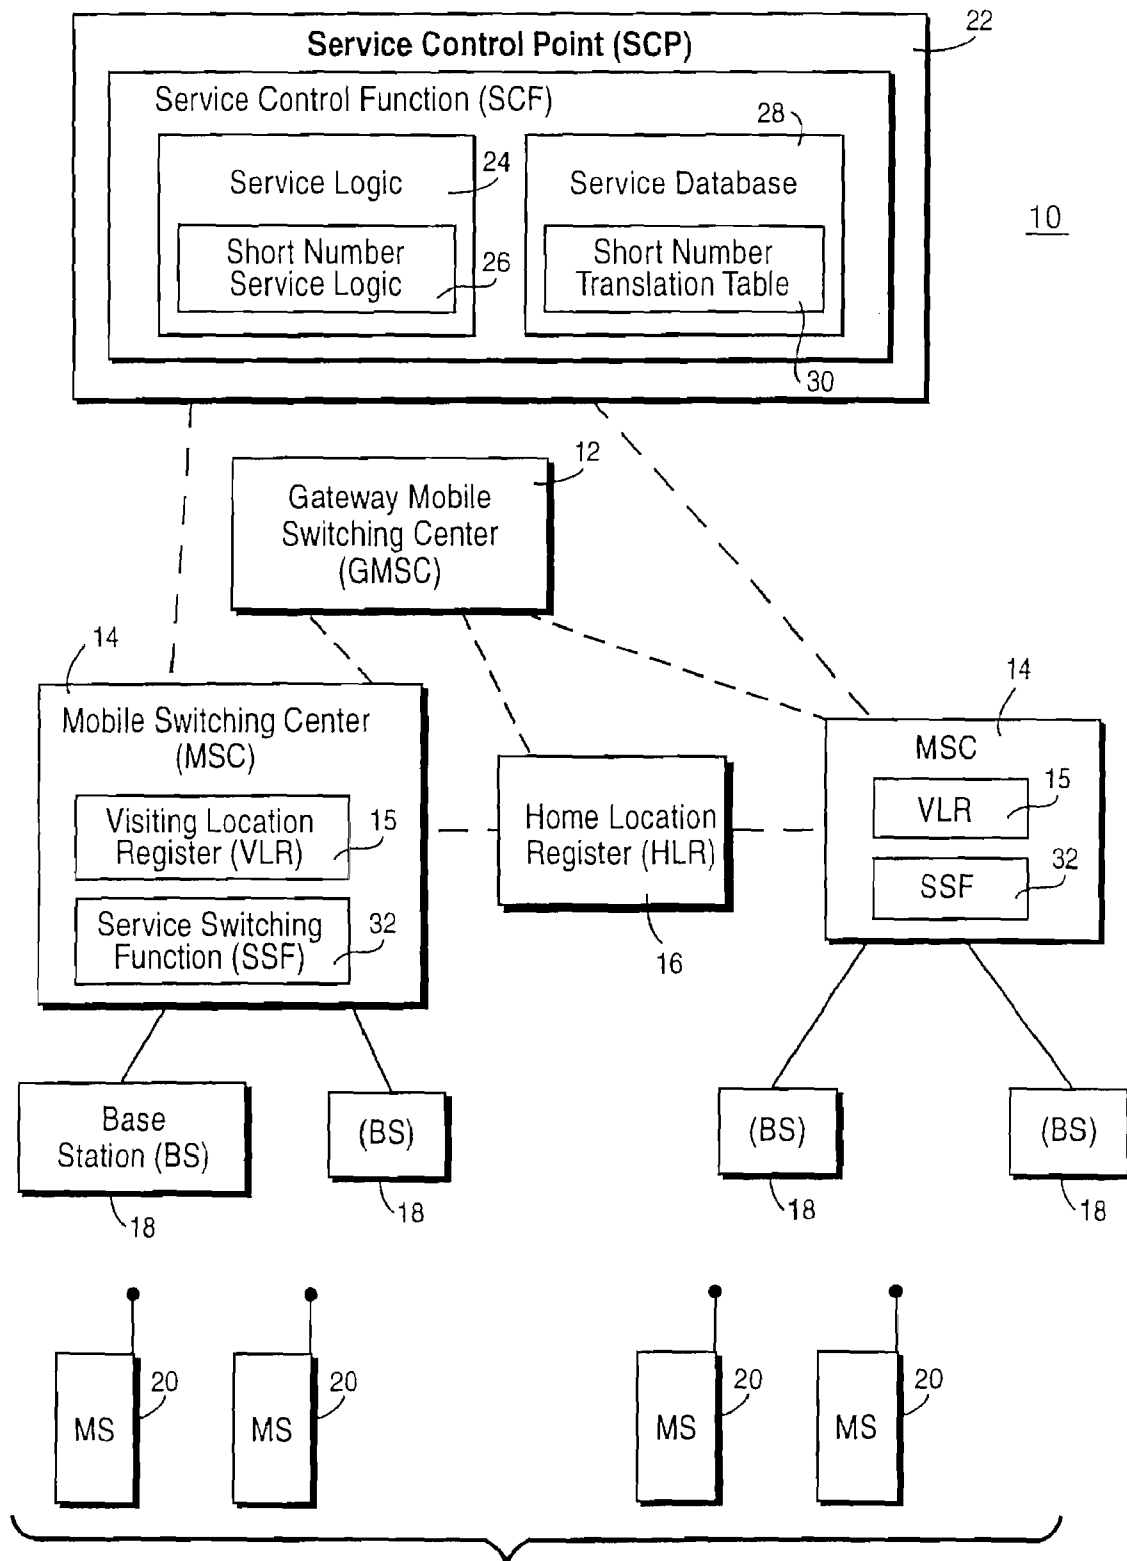 22
Service Control Point (SCP)
Service Control Function (SCF)
28
24
Service Logic
Service Database
10
Short Number
Service Logic
26
Short Number
Translation Table
30
12
Gateway Mobile
Switching Center
(GMSC)
14
Mobile Switching Center
(MSC)
Visiting Location
Register (VLR)
15
Service Switching
Function (SSF)
32
Home Location
Register (HLR)
16
14
MSC
VLR
15
SSF
32
Base
Station (BS)
18
(BS)
18
(BS)
18
(BS)
18
MS
20
MS
20
MS
20
MS
20